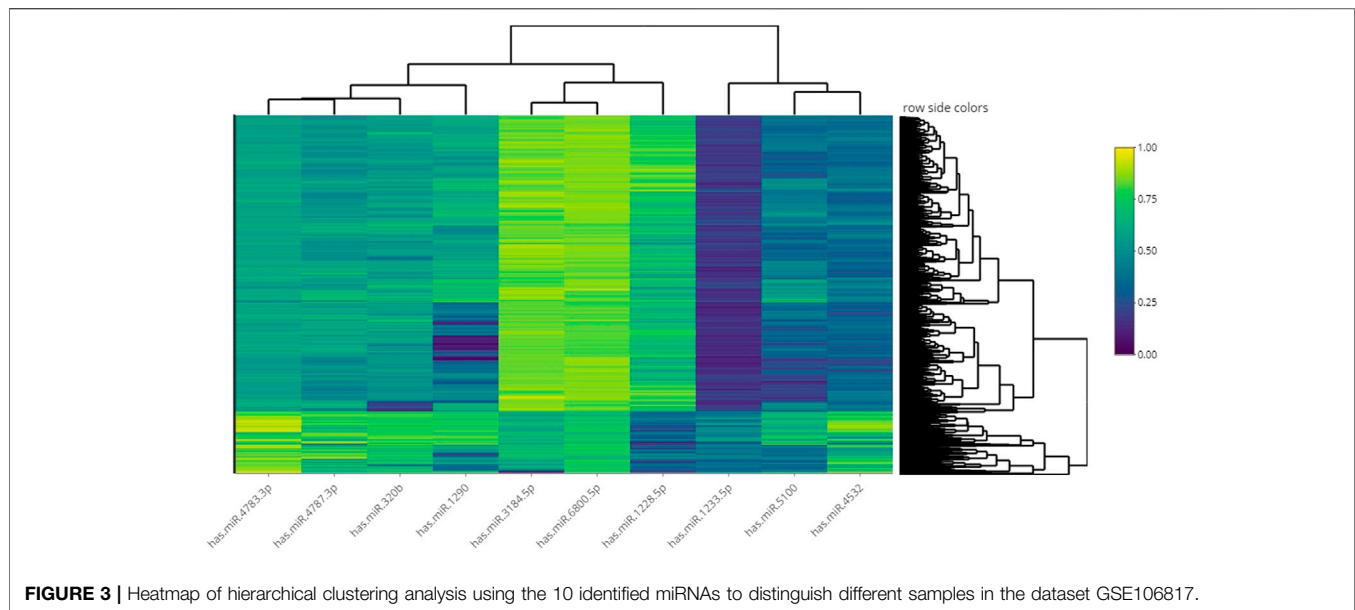 row side colors
1.00
0.75
0.50
0.25
0.00
has.miR.4783.3p
has.miR.4787.3p
has.miR.320b
has.miR.1290
has.miR.3184.5p
has.miR.6800.5p
has.miR.1228.5p
has.miR.1233.5p
has.miR.5100
has.miR.4532
FIGURE 3 | Heatmap of hierarchical clustering analysis using the 10 identified miRNAs to distinguish different samples in the dataset GSE106817.